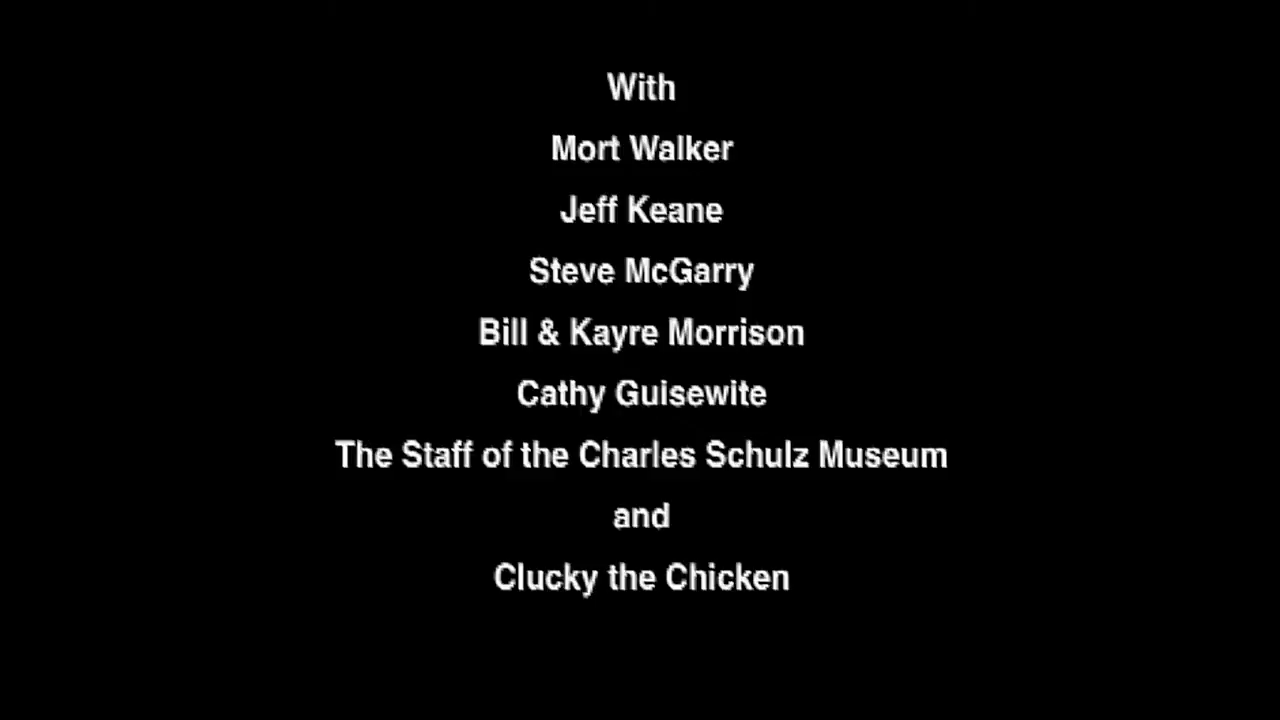 With
Mort Walker
Jeff Keane
Steve McGarry
Bill & Kayre Morrison
Cathy Guisewite
The Staff of the Charles Schulz Museum
and
Clucky the Chicken